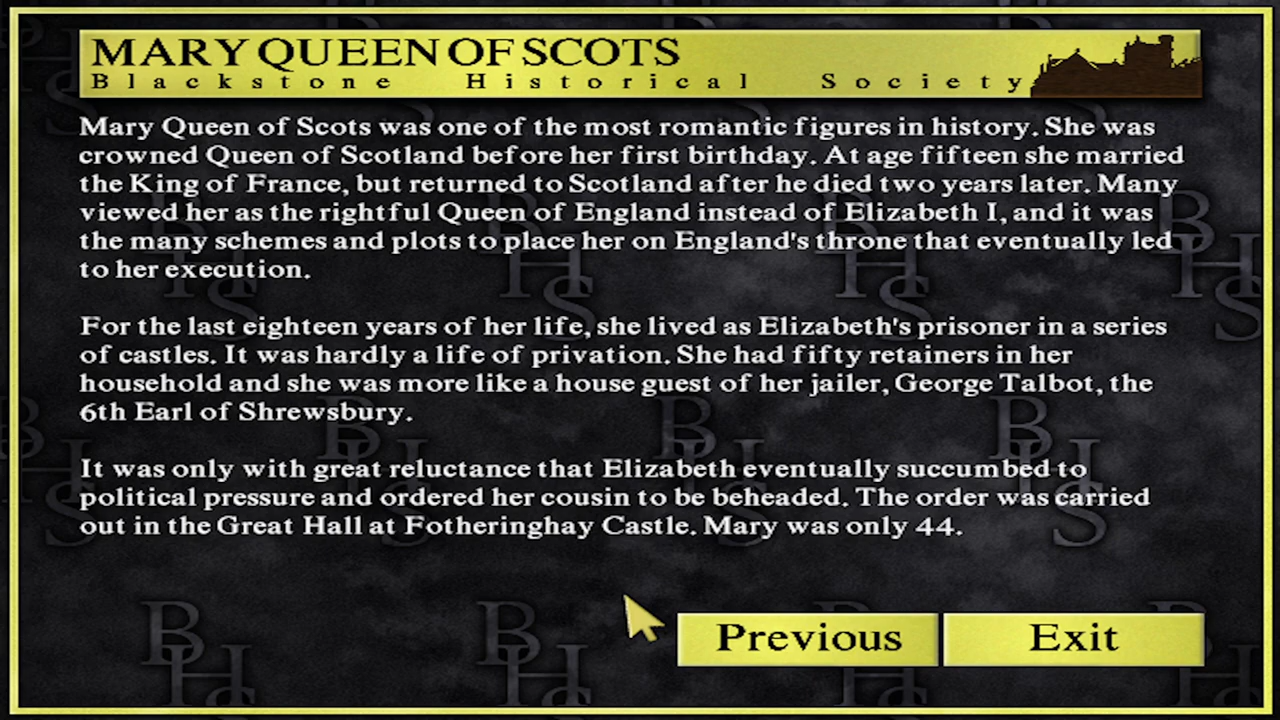 MARY QUEEN OF SCOTS
Blackstone Historical Society
Mary Queen of Scots was one of the most romantic figures in history. She was
crowned Queen of Scotland before her first birthday. At age fifteen she married
the King of France, but returned to Scotland after he died two years later. Many
viewed her as the rightful Queen of England instead of Elizabeth I, and it was
the many schemes and plots to place her on England's throne that eventually led
to her execution.
For the last eighteen years of her life, she lived as Elizabeth's prisoner in a series
of castles. It was hardly a life of privation. She had fifty retainers in her
household and she was more like a house guest of her jailer, George Talbot, the
6th Earl of Shrewsbury.
It was only with great reluctance that Elizabeth eventually succumbed to
political pressure and ordered her cousin to be beheaded. The order was carried
out in the Great Hall at Fotheringhay Castle. Mary was only 44.
Previous Exit